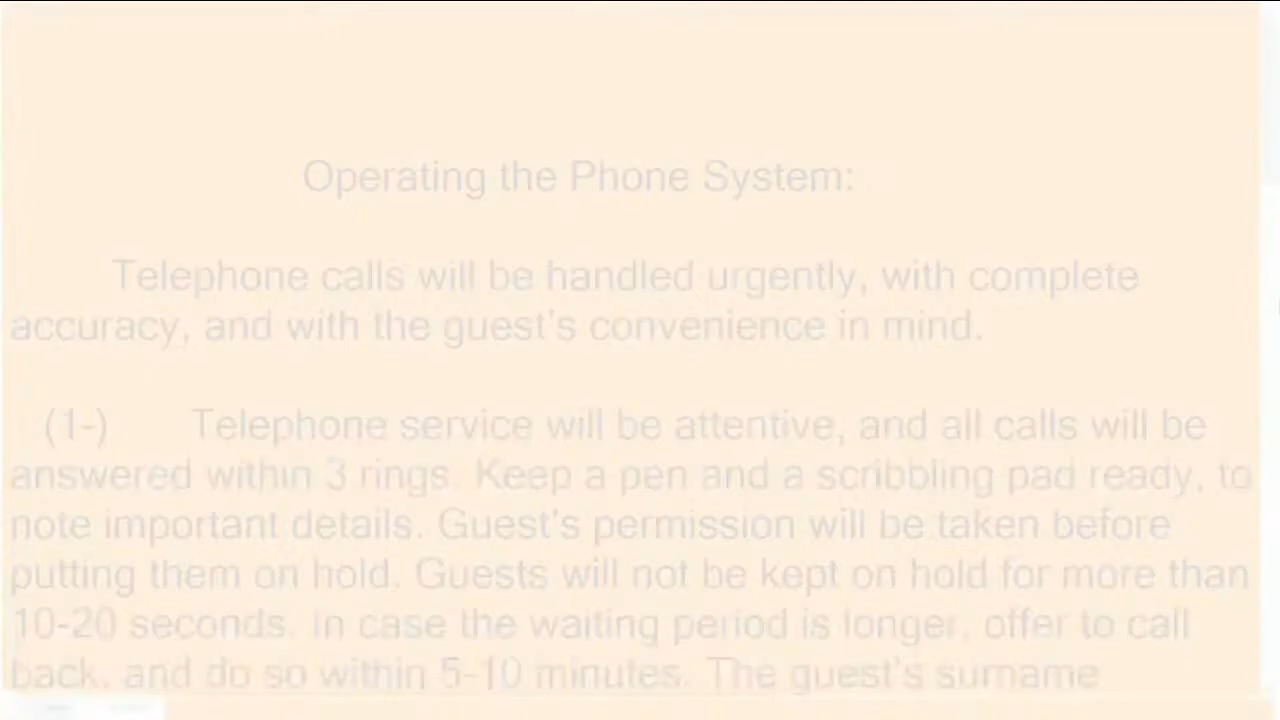 Operating the Phone System:
Telephone calls will be handled urgently, with complete
accuracy, and with the guest's convenience in mind.
(1-) Telephone service will be attentive, and all calls will be
answered within 3 rings. Keep a pen and a scribbling pad ready, to
note important details. Guest's permission will be taken before
putting them on hold. Guests will not be kept on hold for more than
10-20 seconds. In case the waiting period is longer, offer to call
back, and do so within 5-10 minutes. The guest's surname